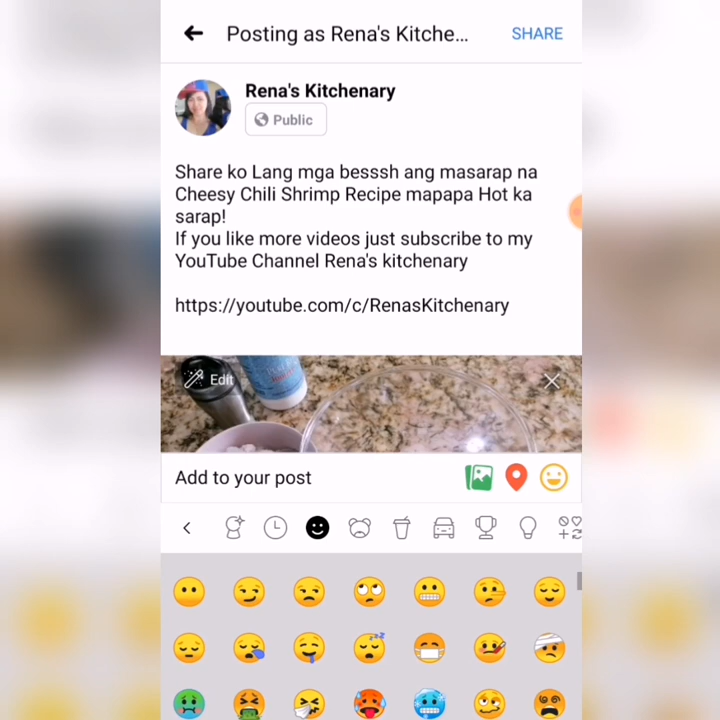 Posting as Rena's Kitche...
SHARE
Rena's Kitchenary
Public
Share ko Lang mga besssh ang masarap na
Cheesy Chili Shrimp Recipe mapapa Hot ka
sarap!
If you like more videos just subscribe to my
YouTube Channel Rena's kitchenary
https://youtube.com/c/RenasKitchenary
Edit
Add to your post